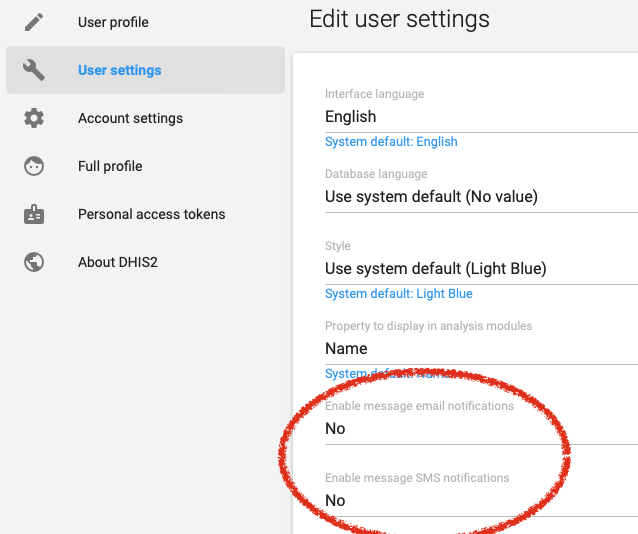 User profile
User settings
Account settings
Full profile
Personal access tokens
About DHIS2
Edit user settings
Interface language
English
System default: English
Database language
Use system default (No value)
Style
Use system default (Light Blue)
System default: Light Blue
Property to display in analysis modules
Name
System default: Name
Enable message email notifications
No
Enable message SMS notifications
No